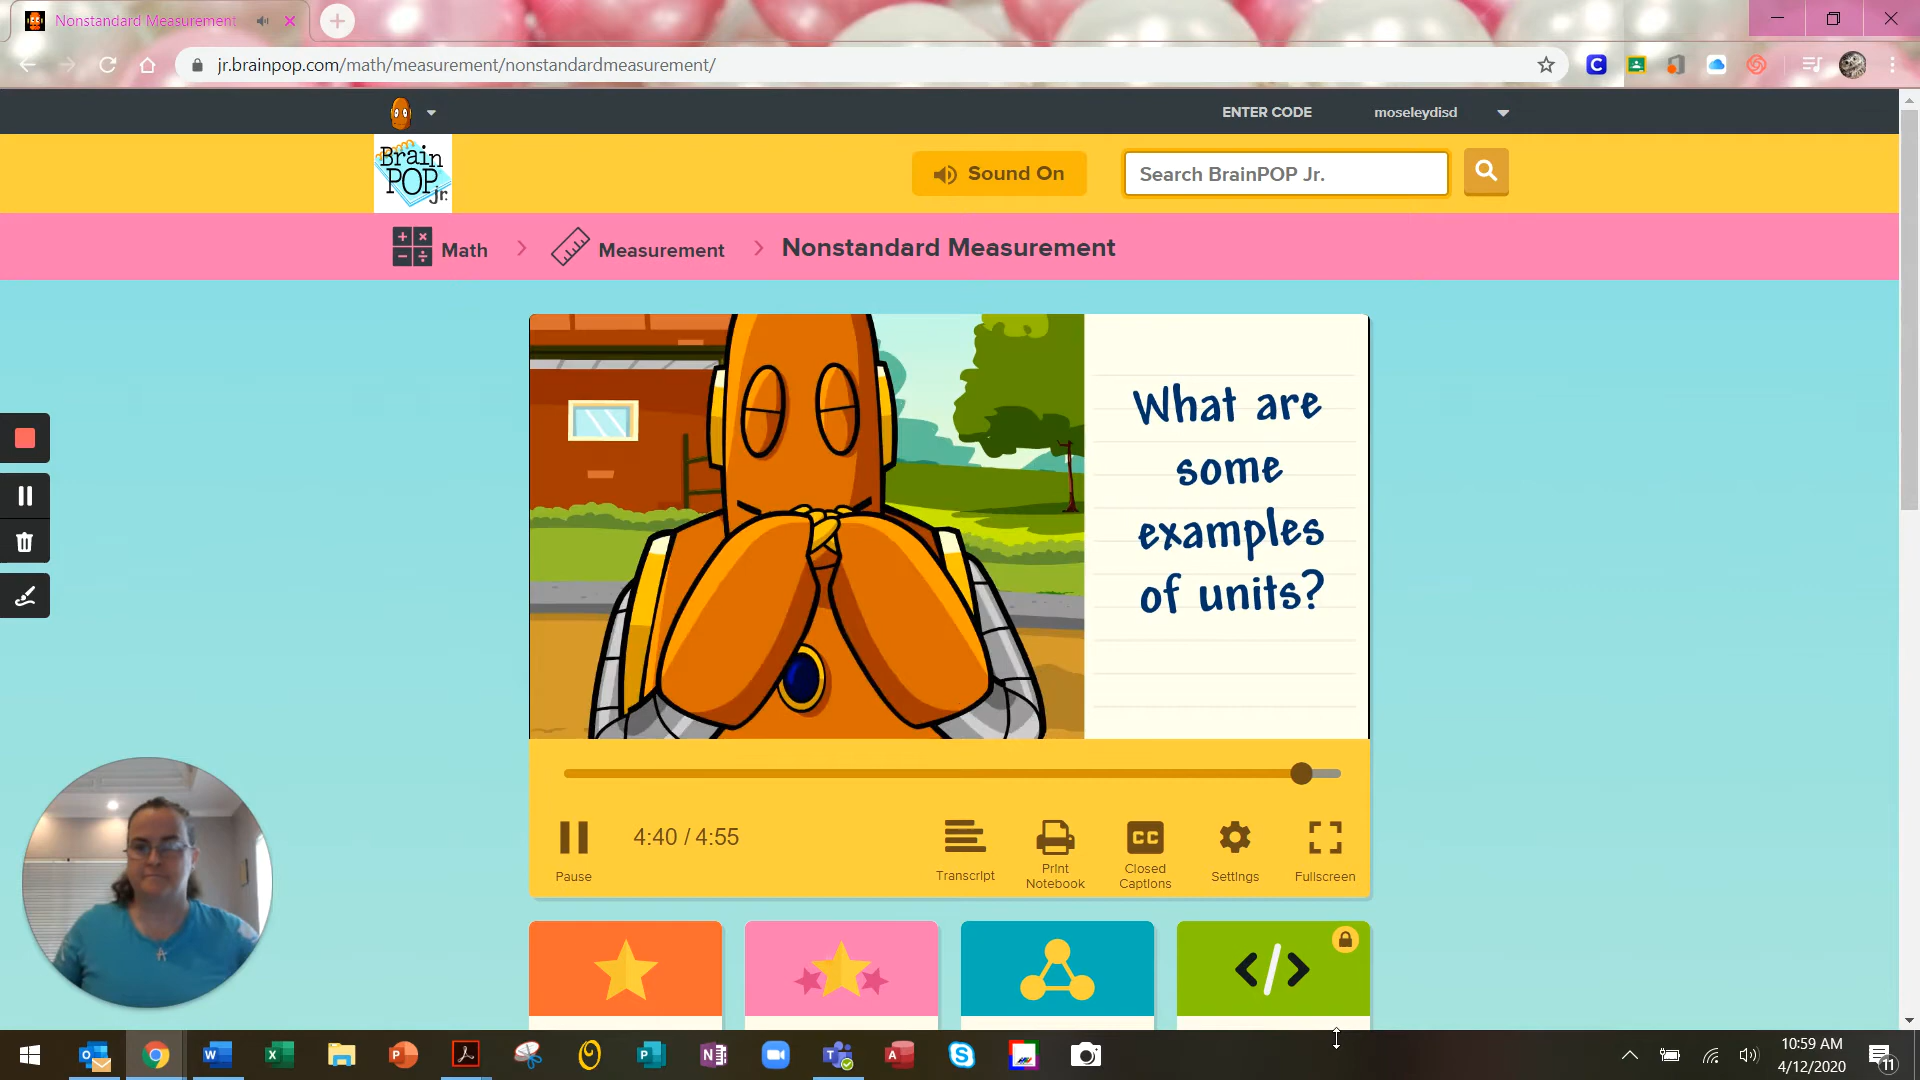 Nonstandard Measurement
jr.brainpop.com/math/measurement/nonstandardmeasurement/
ENTER CODE
moseleydisd
Brain
POP
jr.
Sound On
Search BrainPOP Jr.
Math
Measurement
Nonstandard Measurement
What are
some
examples
of units?
4:40 / 4:55
Pause
Transcript
Print
Notebook
CC
Closed
Captions
Settings
Fullscreen
10:59 AM
4/12/2020
11